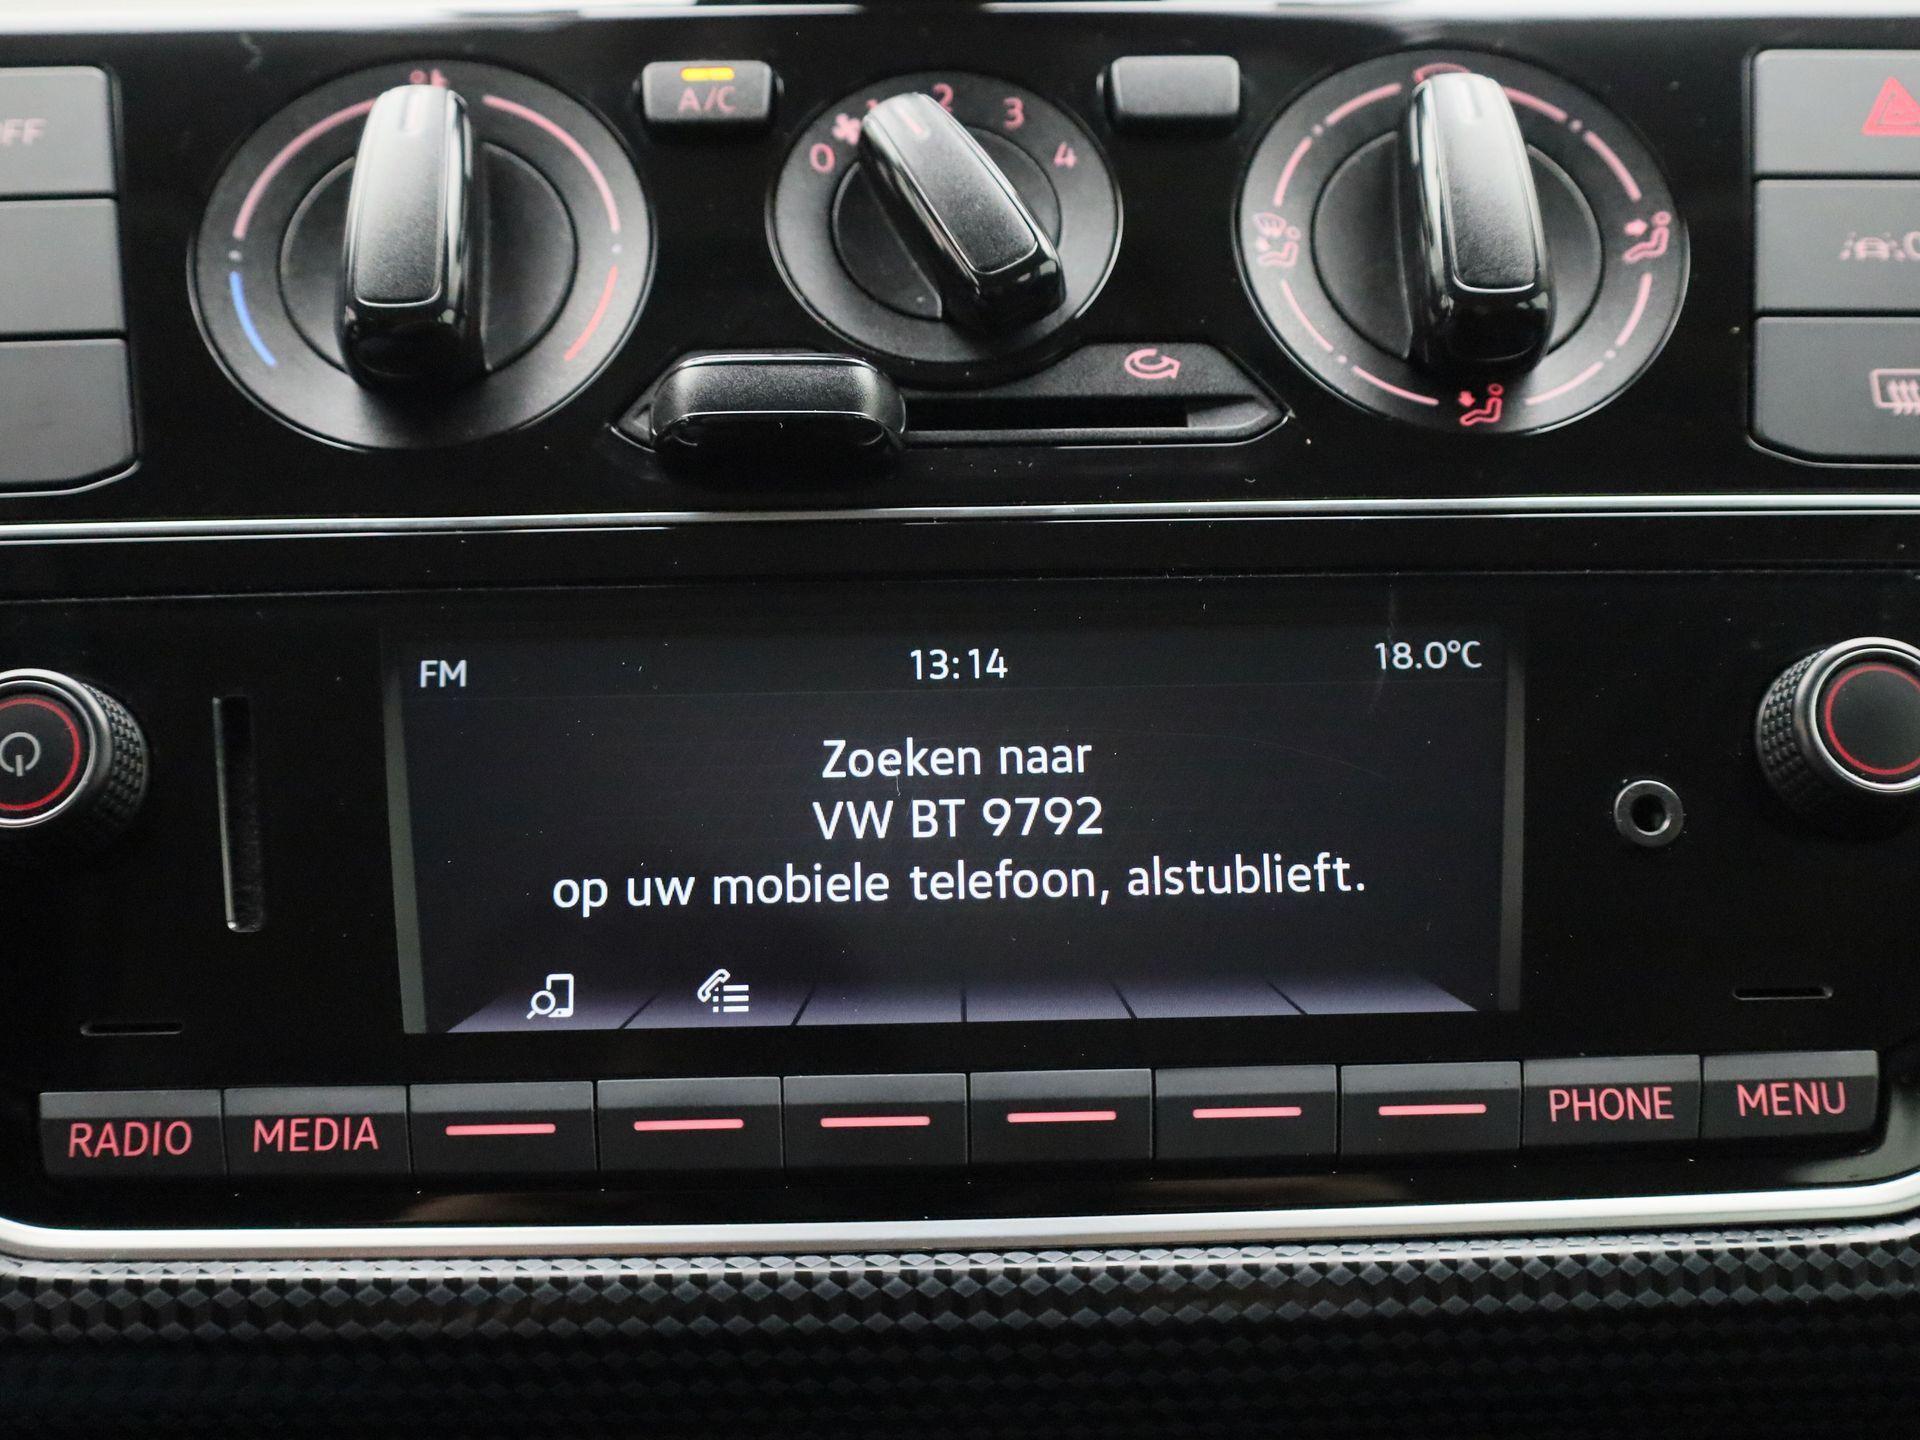 OFF
A/C
0 1 2 3 4
FM 13:14 18.0°C
Zoeken naar
VW BT 9792
op uw mobiele telefoon, alstublieft.
RADIO MEDIA PHONE MENU